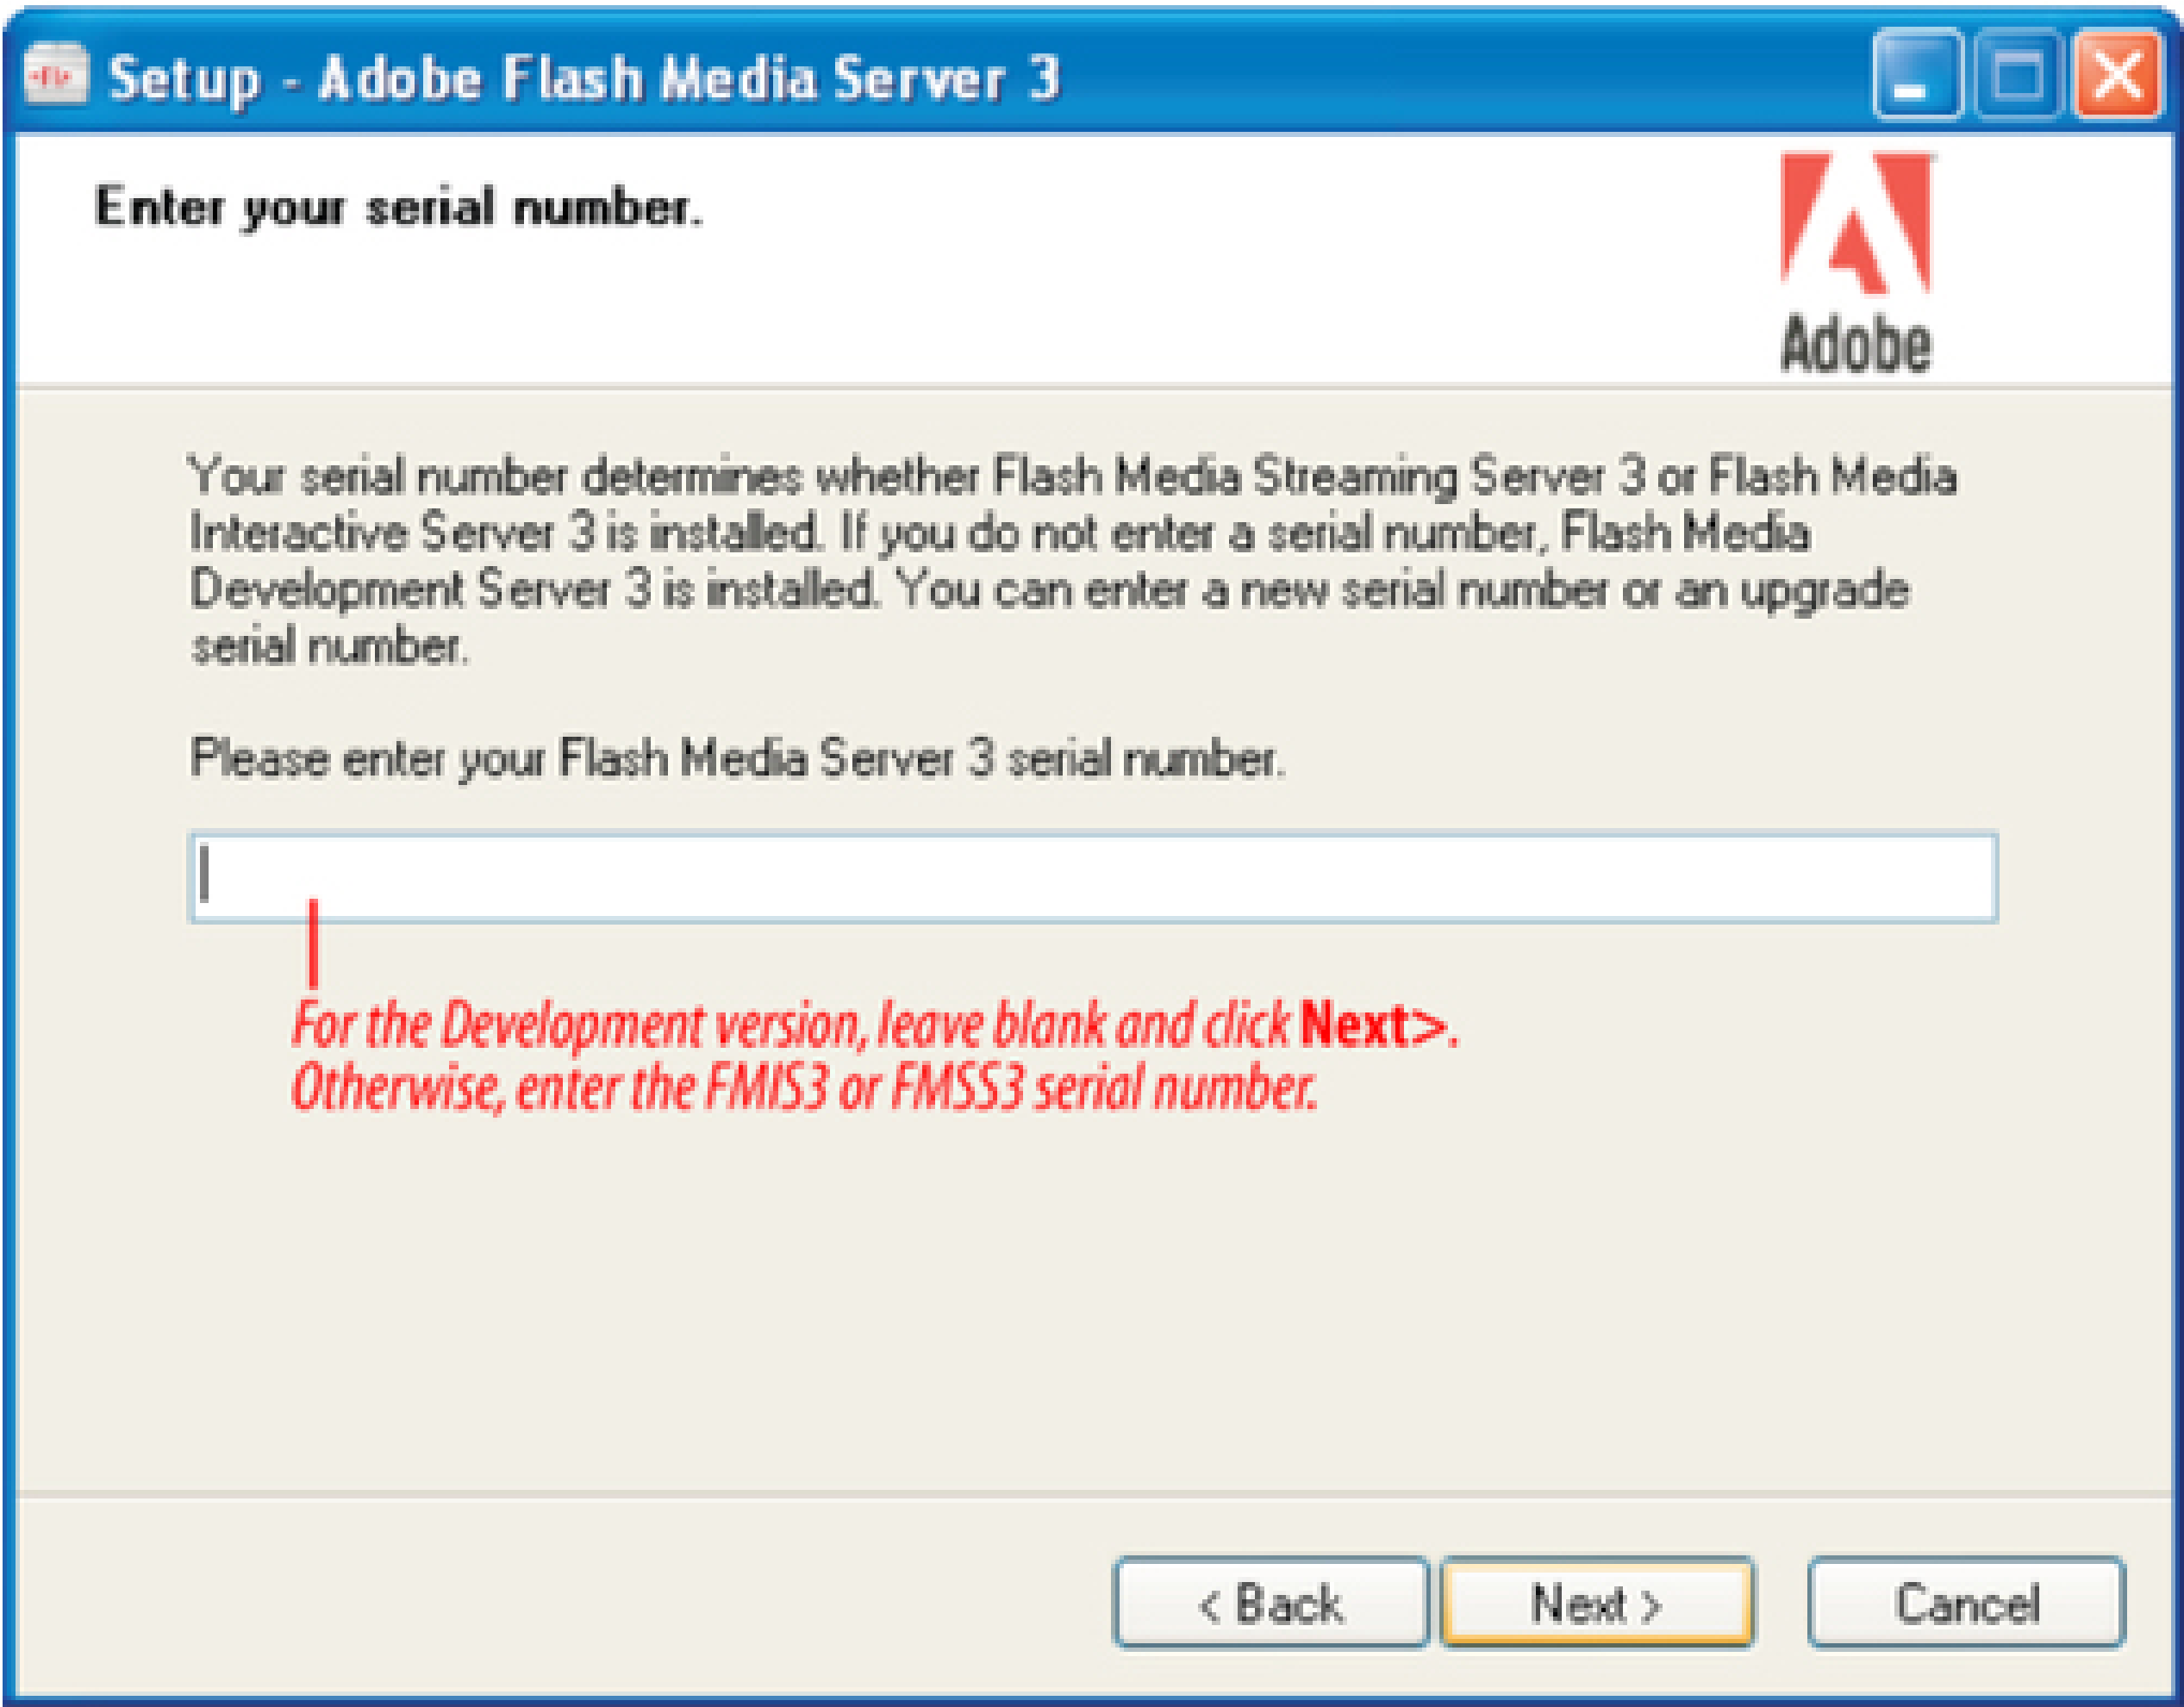 Setup - Adobe Flash Media Server 3
Enter your serial number.
Adobe
Your serial number determines whether Flash Media Streaming Server 3 or Flash Media
Interactive Server 3 is installed. If you do not enter a serial number, Flash Media
Development Server 3 is installed. You can enter a new serial number or an upgrade
serial number.
Please enter your Flash Media Server 3 serial number.
For the Development version, leave blank and click Next>.
Otherwise, enter the FMIS3 or FMSS3 serial number.
< Back
Next >
Cancel